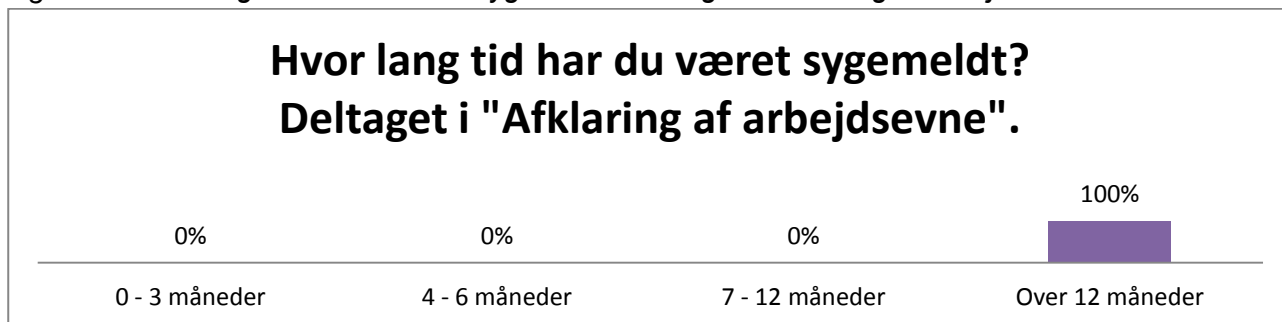 Hvor lang tid har du været sygemeldt?
Deltaget i "Afklaring af arbejdsevne".
100%
0% 0% 0%
0 - 3 måneder 4 - 6 måneder 7 - 12 måneder Over 12 måneder